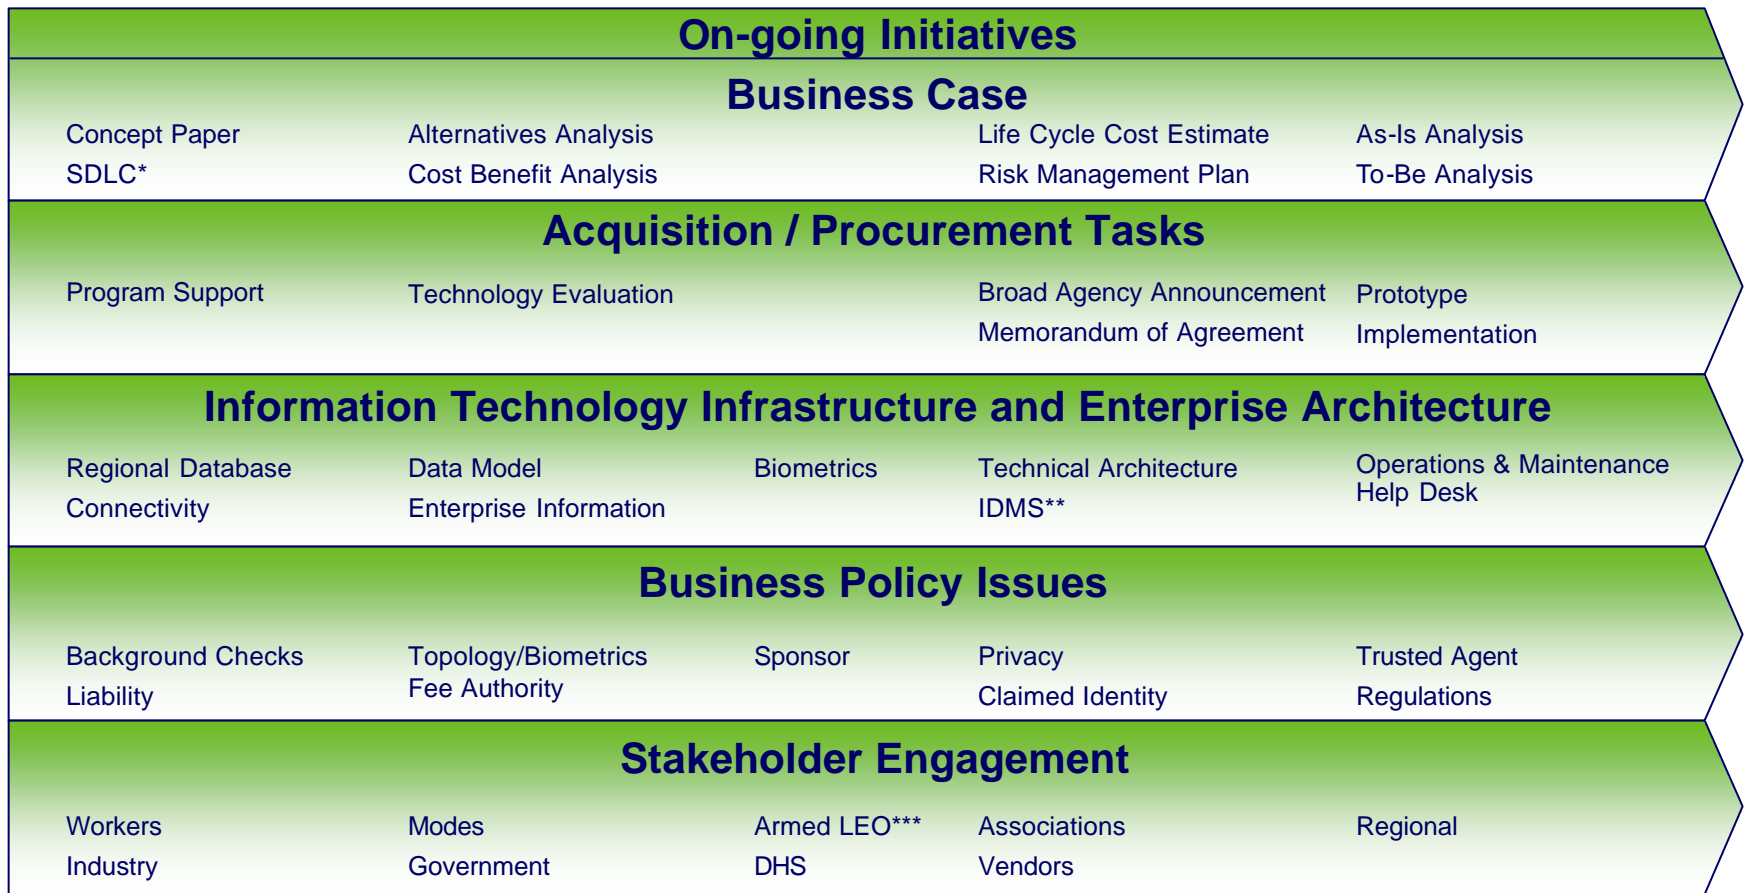 On-going Initiatives
Business Case
Concept Paper Alternatives Analysis Life Cycle Cost Estimate As-Is Analysis
SDLC* Cost Benefit Analysis Risk Management Plan To-Be Analysis
Acquisition / Procurement Tasks
Program Support Technology Evaluation Broad Agency Announcement Prototype
Memorandum of Agreement Implementation
Information Technology Infrastructure and Enterprise Architecture
Regional Database Data Model Biometrics Technical Architecture Operations & Maintenance
Connectivity Enterprise Information IDMS** Help Desk
Business Policy Issues
Background Checks Topology/Biometrics Sponsor Privacy Trusted Agent
Liability Fee Authority Claimed Identity Regulations
Stakeholder Engagement
Workers Modes Armed LEO*** Associations Regional
Industry Government DHS Vendors